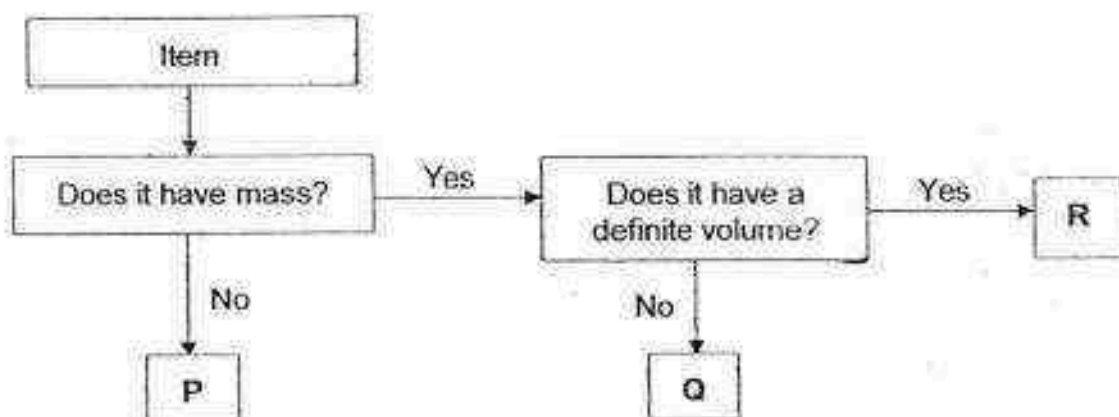 Item
Does it have mass?
Yes
Does it have a
definite volume?
Yes
R
No
P
No
Q